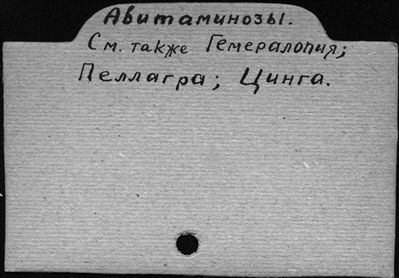 Авитаминозы.
См. также Гемералопия;
Пеллагра; Цинга.